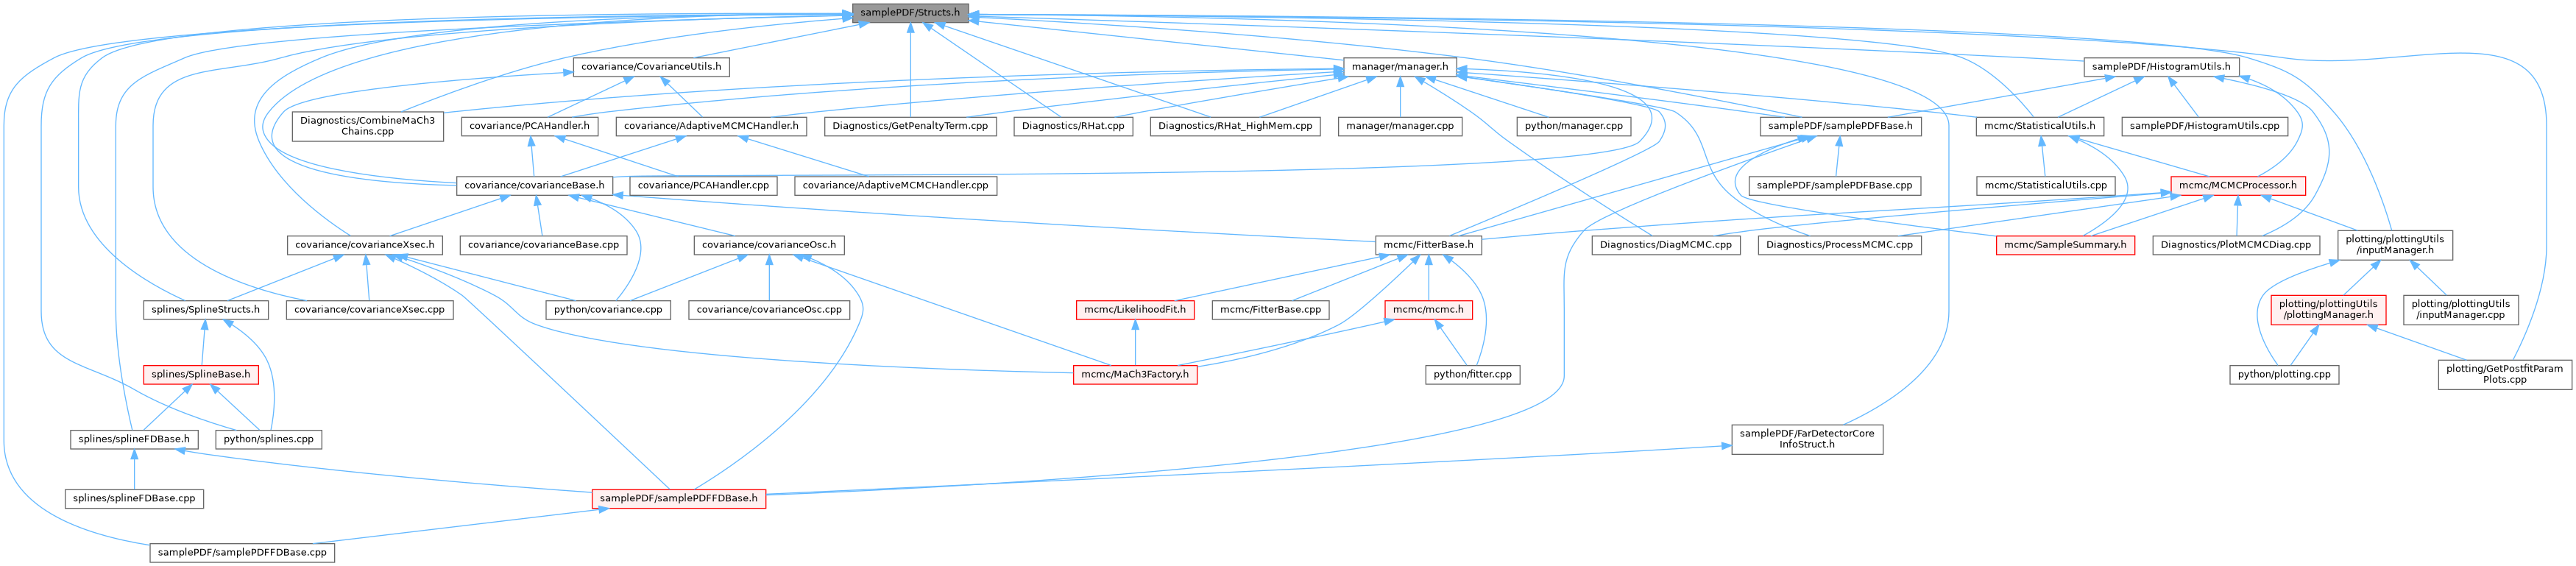 samplePDF/Structs.h
covariance/CovarianceUtils.h
manager/manager.h
samplePDF/HistogramUtils.h
Diagnostics/CombineMaCh3
Chains.cpp
covariance/PCAHandler.h
covariance/AdaptiveMCMCHandler.h
Diagnostics/GetPenaltyTerm.cpp
Diagnostics/RHat.cpp
Diagnostics/RHat_HighMem.cpp
manager/manager.cpp
python/manager.cpp
samplePDF/samplePDFBase.h
mcmc/StatisticalUtils.h
samplePDF/HistogramUtils.cpp
covariance/covarianceBase.h
covariance/PCAHandler.cpp
covariance/AdaptiveMCMCHandler.cpp
samplePDF/samplePDFBase.cpp
mcmc/StatisticalUtils.cpp
mcmc/MCMCProcessor.h
covariance/covarianceXsec.h
covariance/covarianceBase.cpp
covariance/covarianceOsc.h
mcmc/FitterBase.h
Diagnostics/DiagMCMC.cpp
Diagnostics/ProcessMCMC.cpp
mcmc/SampleSummary.h
Diagnostics/PlotMCMCDiag.cpp
plotting/plottingUtils
/inputManager.h
splines/SplineStructs.h
covariance/covarianceXsec.cpp
python/covariance.cpp
covariance/covarianceOsc.cpp
mcmc/LikelihoodFit.h
mcmc/FitterBase.cpp
mcmc/mcmc.h
plotting/plottingUtils
/plottingManager.h
plotting/plottingUtils
/inputManager.cpp
splines/SplineBase.h
mcmc/MaCh3Factory.h
python/fitter.cpp
python/plotting.cpp
plotting/GetPostfitParam
Plots.cpp
splines/splineFDBase.h
python/splines.cpp
samplePDF/FarDetectorCore
InfoStruct.h
splines/splineFDBase.cpp
samplePDF/samplePDFFDBase.h
samplePDF/samplePDFFDBase.cpp